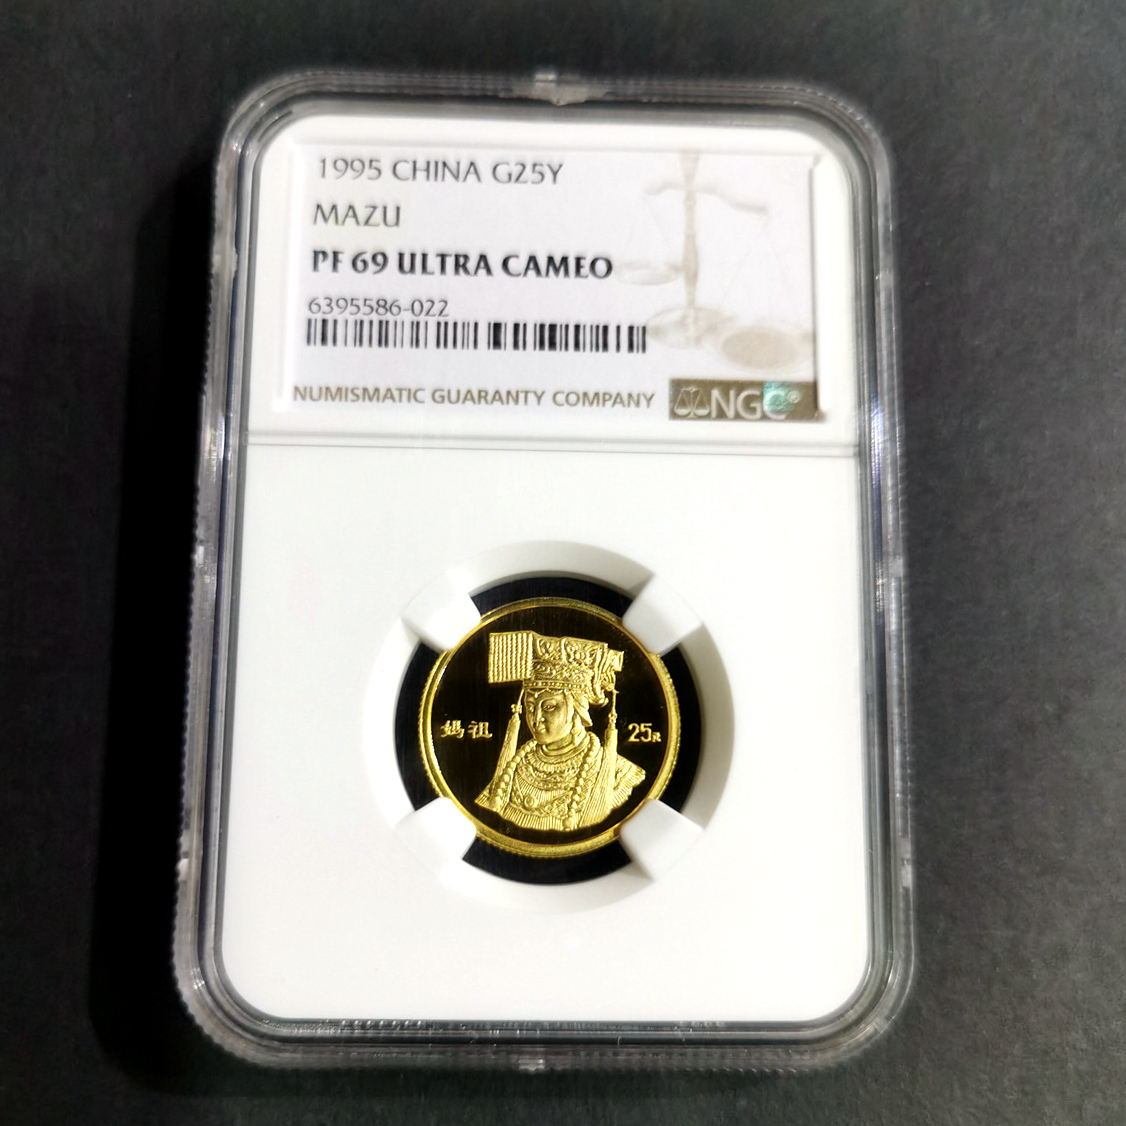 1995 CHINA G25Y
MAZU
PF 69 ULTRA CAMEO
6395586-022
NUMISMATIC GUARANTY COMPANY
NGC®
媽祖
25元